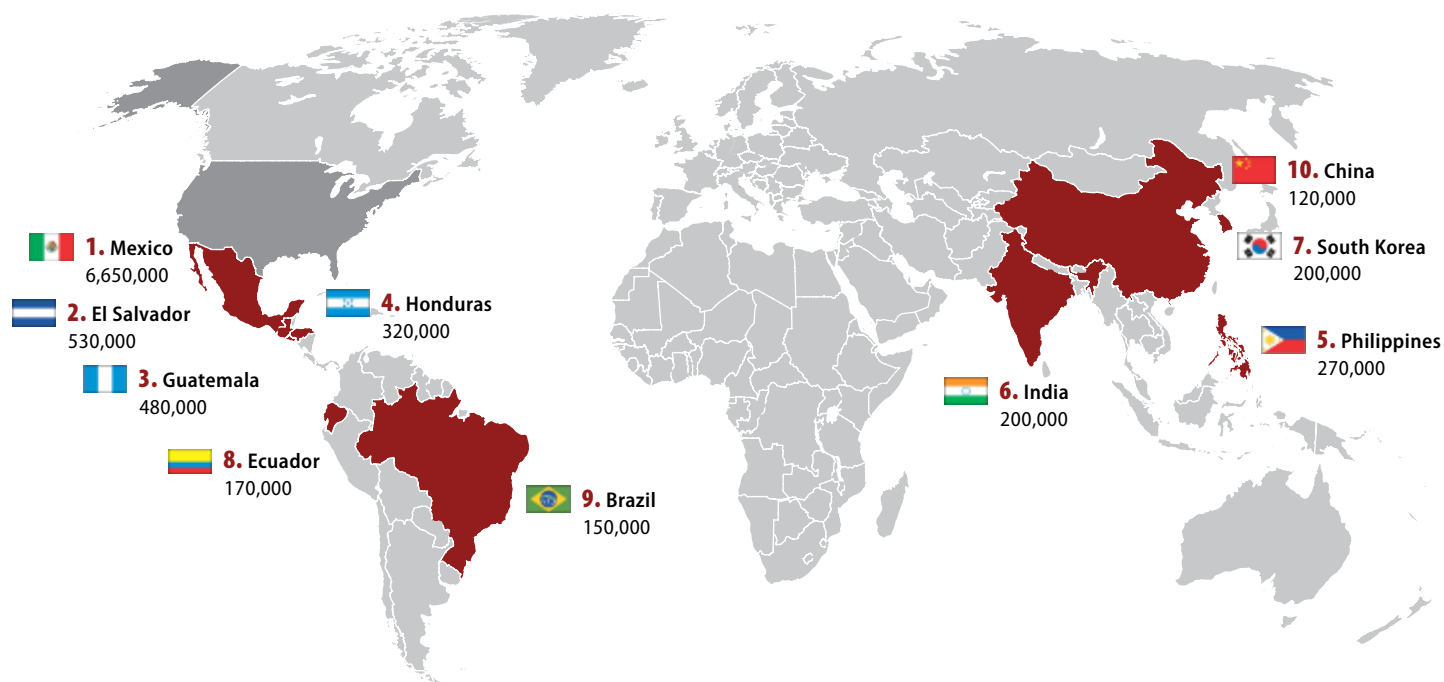 1. Mexico
6,650,000
2. El Salvador
530,000
3. Guatemala
480,000
4. Honduras
320,000
5. Philippines
270,000
6. India
200,000
7. South Korea
200,000
8. Ecuador
170,000
9. Brazil
150,000
10. China
120,000